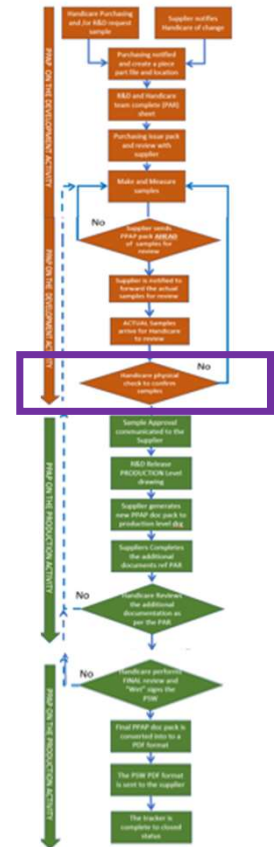 Handicare Purchasing
and /or R&D request
sample
Supplier notifies
Handicare of change
Purchasing notified
and create a piece
part file and location
R&D and Handicare
team complete (PAR)
sheet
Purchasing issue pack
and review with
supplier
Make and Measure
samples
No
Supplier sends
PPAP pack AHEAD
of samples for
review
Supplier is notified to
forward the actual
samples for review
ACTUAL Samples
arrive for Handicare
to review
No
Handicare physical
check to confirm
samples
Sample Approval
communicated to the
Supplier
R&D Release
PRODUCTION Level
drawing
Supplier generates
new PPAP doc pack to
production level drg
Suppliers Completes
the additional
documents ref PAR
Handicare Reviews
the additional
documentation as
per the PAR
No
Handicare performs
FINAL review and
"Wet" signs the
PSW
Final PPAP doc pack is
converted into to a
PDF format
The PSW PDF format
is sent to the supplier
The tracker is
complete to closed
status
PPAP ON THE DEVELOPMENT ACTIVITY
PPAP ON THE DEVELOPMENT ACTIVITY
PPAP ON THE PRODUCTION ACTIVITY
PPAP ON THE PRODUCTION ACTIVITY